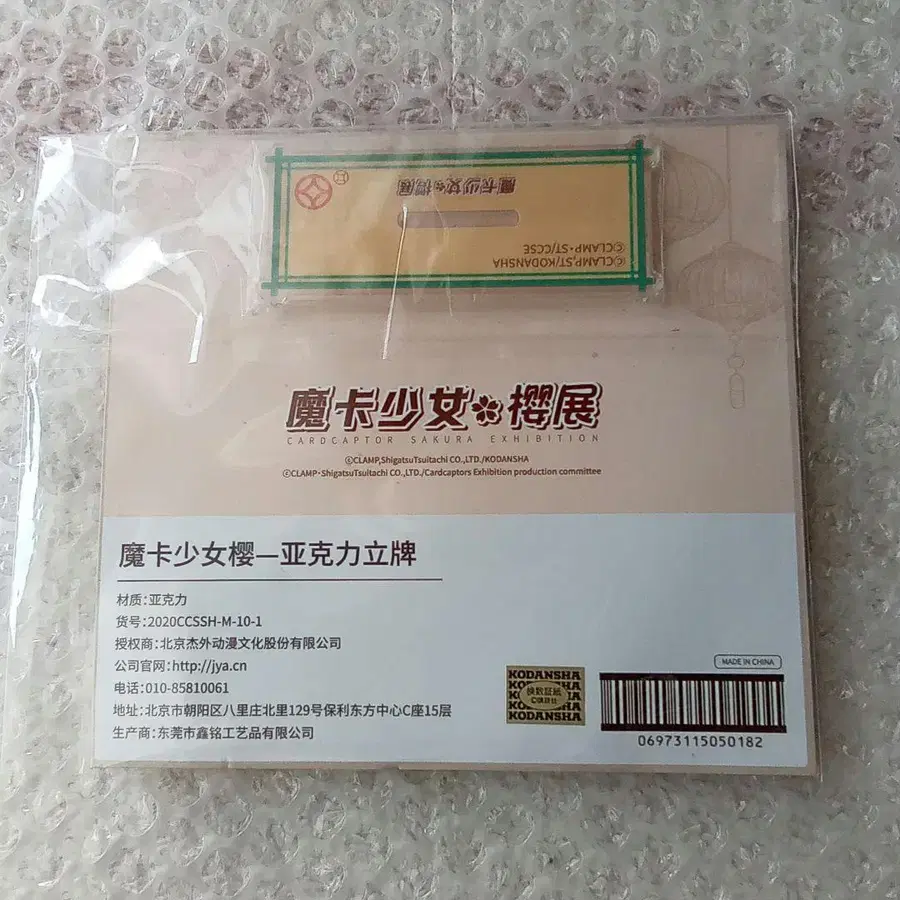 魔卡少女櫻展
©CLAMP・ST/CCSE
©CLAMP,ST/KODANSHA
魔卡少女櫻展
CARDCAPTOR SAKURA EXHIBITION
©CLAMP,ShigatsuTsuitachi CO.,LTD./KODANSHA
©CLAMP・ShigatsuTsuitachi CO.,LTD./Cardcaptors Exhibition production committee
魔卡少女樱—亚克力立牌
材质:亚克力
货号:2020CCSSH-M-10-1
授权商:北京杰外动漫文化股份有限公司
公司官网:http://jya.cn
电话:010-85810061
地址:北京市朝阳区八里庄北里129号保利东方中心C座15层
生产商:东莞市鑫铭工艺品有限公司
KODANSHA
KODANSHA
KODANSHA
MADE IN CHINA
06973115050182